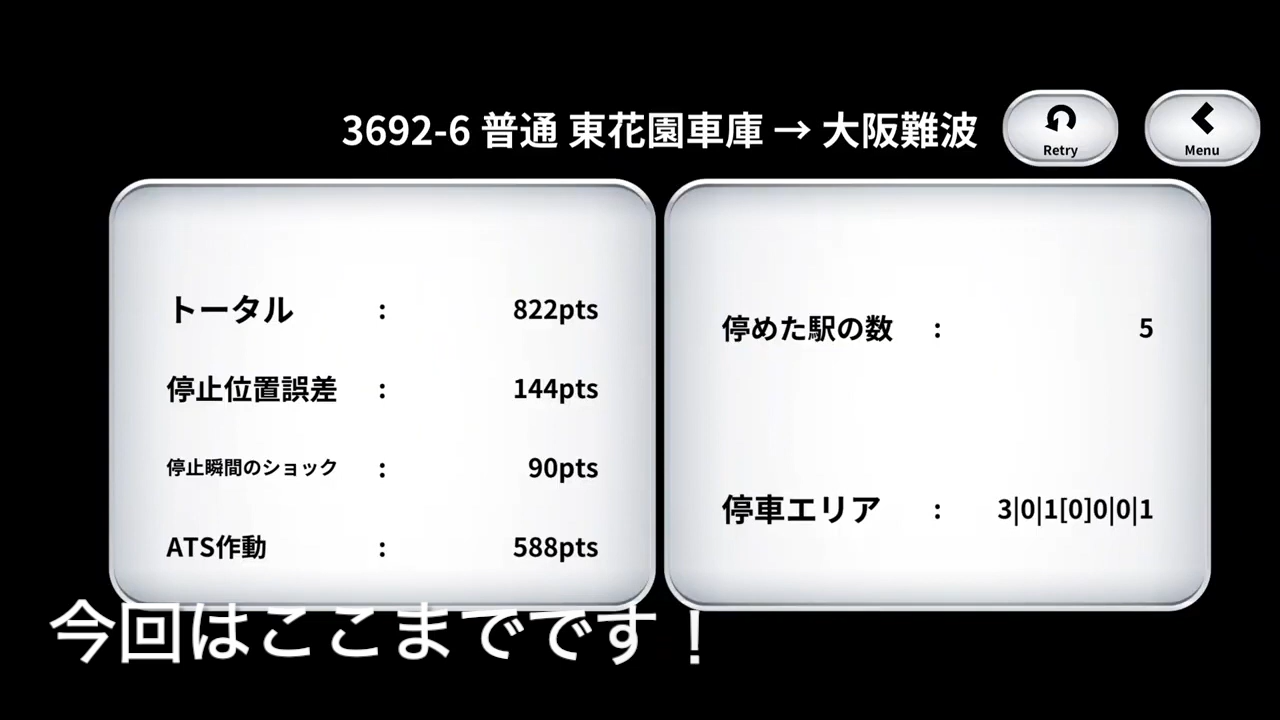 3692-6 普通 東花園車庫 → 大阪難波
Retry
Menu
トータル : 822pts
停止位置誤差 : 144pts
停止瞬間のショック : 90pts
ATS作動 : 588pts
停めた駅の数 : 5
停車エリア : 3|0|1[0]0|0|1
今回はここまでです！